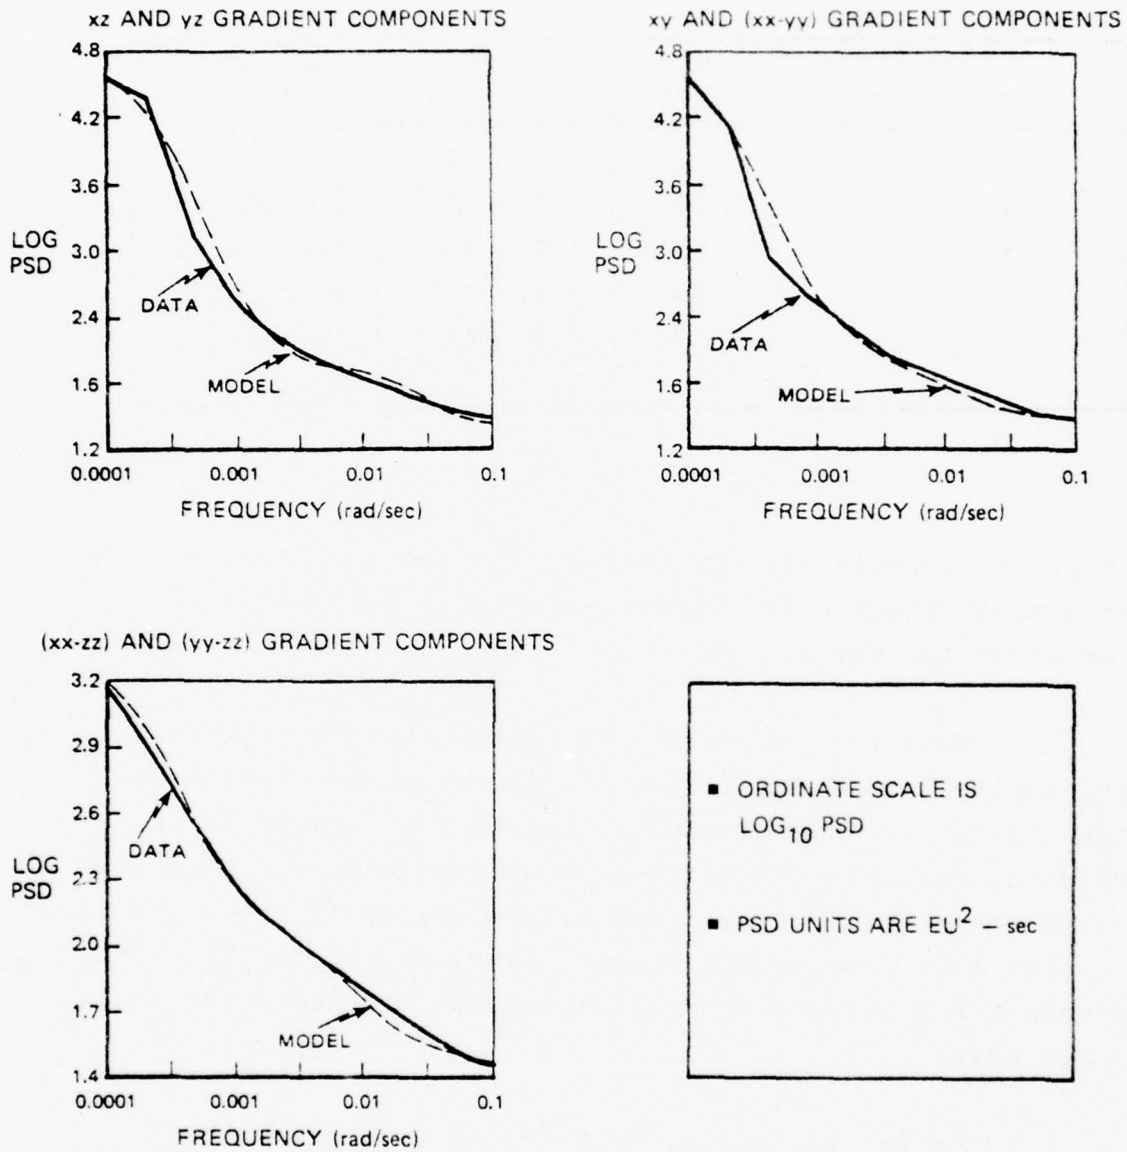 xz AND yz GRADIENT COMPONENTS
4.8
4.2
3.6
3.0
2.4
1.6
1.2
LOG
PSD
DATA
MODEL
0.0001
0.001
0.01
0.1
FREQUENCY (rad/sec)
xy AND (xx-yy) GRADIENT COMPONENTS
4.8
4.2
3.6
3.0
2.4
1.6
1.2
LOG
PSD
DATA
MODEL
0.0001
0.001
0.01
0.1
FREQUENCY (rad/sec)
(xx-zz) AND (yy-zz) GRADIENT COMPONENTS
3.2
2.9
2.6
2.3
2.0
1.7
1.4
LOG
PSD
DATA
MODEL
0.0001
0.001
0.01
0.1
FREQUENCY (rad/sec)
■ ORDINATE SCALE IS
LOG₁₀ PSD
■ PSD UNITS ARE EU² – sec